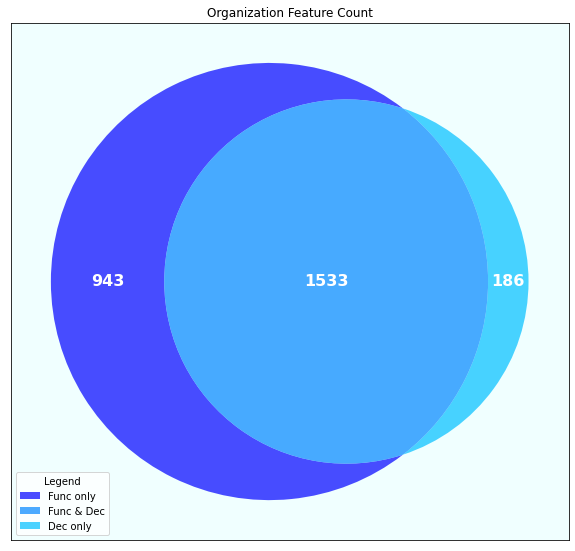 Organization Feature Count
943
1533
186
Legend
Func only
Func & Dec
Dec only